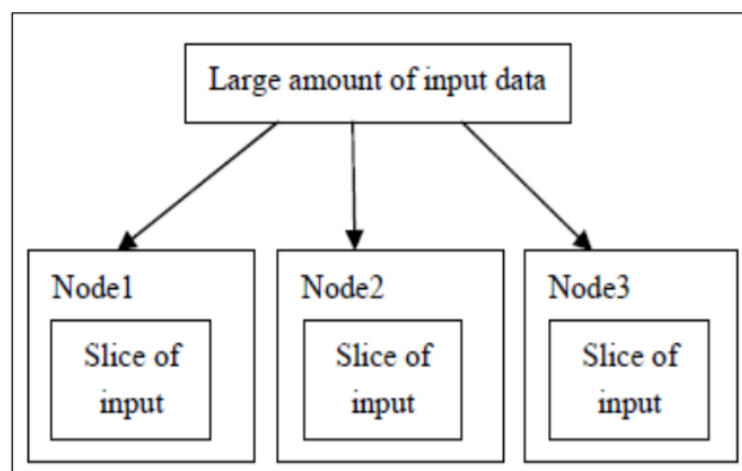 Large amount of input data
Node1
Slice of
input
Node2
Slice of
input
Node3
Slice of
input